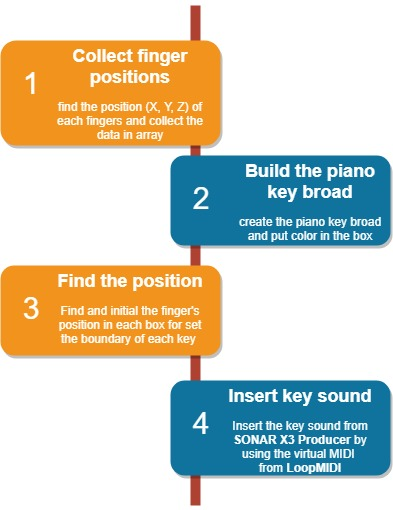 1
Collect finger
positions
find the position (X, Y, Z) of
each fingers and collect the
data in array
2
Build the piano
key broad
create the piano key broad
and put color in the box
3
Find the position
Find and initial the finger's
position in each box for set
the boundary of each key
4
Insert key sound
Insert the key sound from
SONAR X3 Producer by
using the virtual MIDI
from LoopMIDI